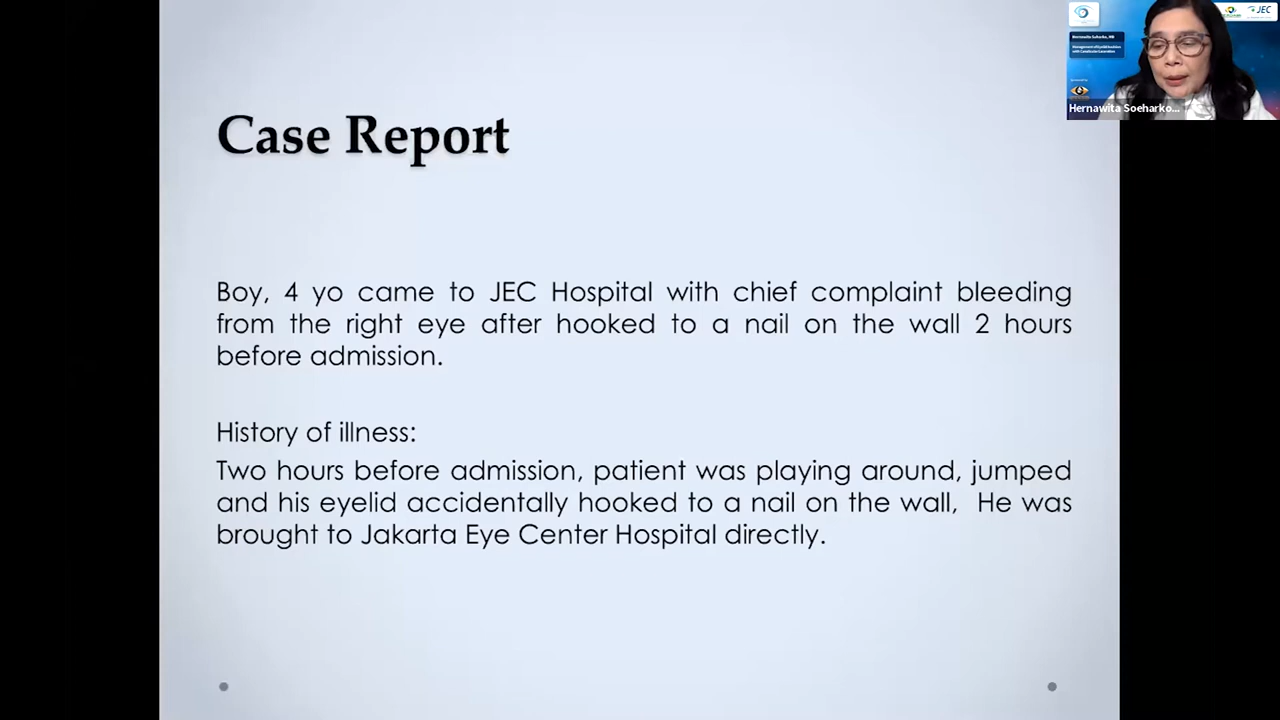 JEC
Hernawita Soeharko...
Case Report
Boy, 4 yo came to JEC Hospital with chief complaint bleeding
from the right eye after hooked to a nail on the wall 2 hours
before admission.
History of illness:
Two hours before admission, patient was playing around, jumped
and his eyelid accidentally hooked to a nail on the wall, He was
brought to Jakarta Eye Center Hospital directly.